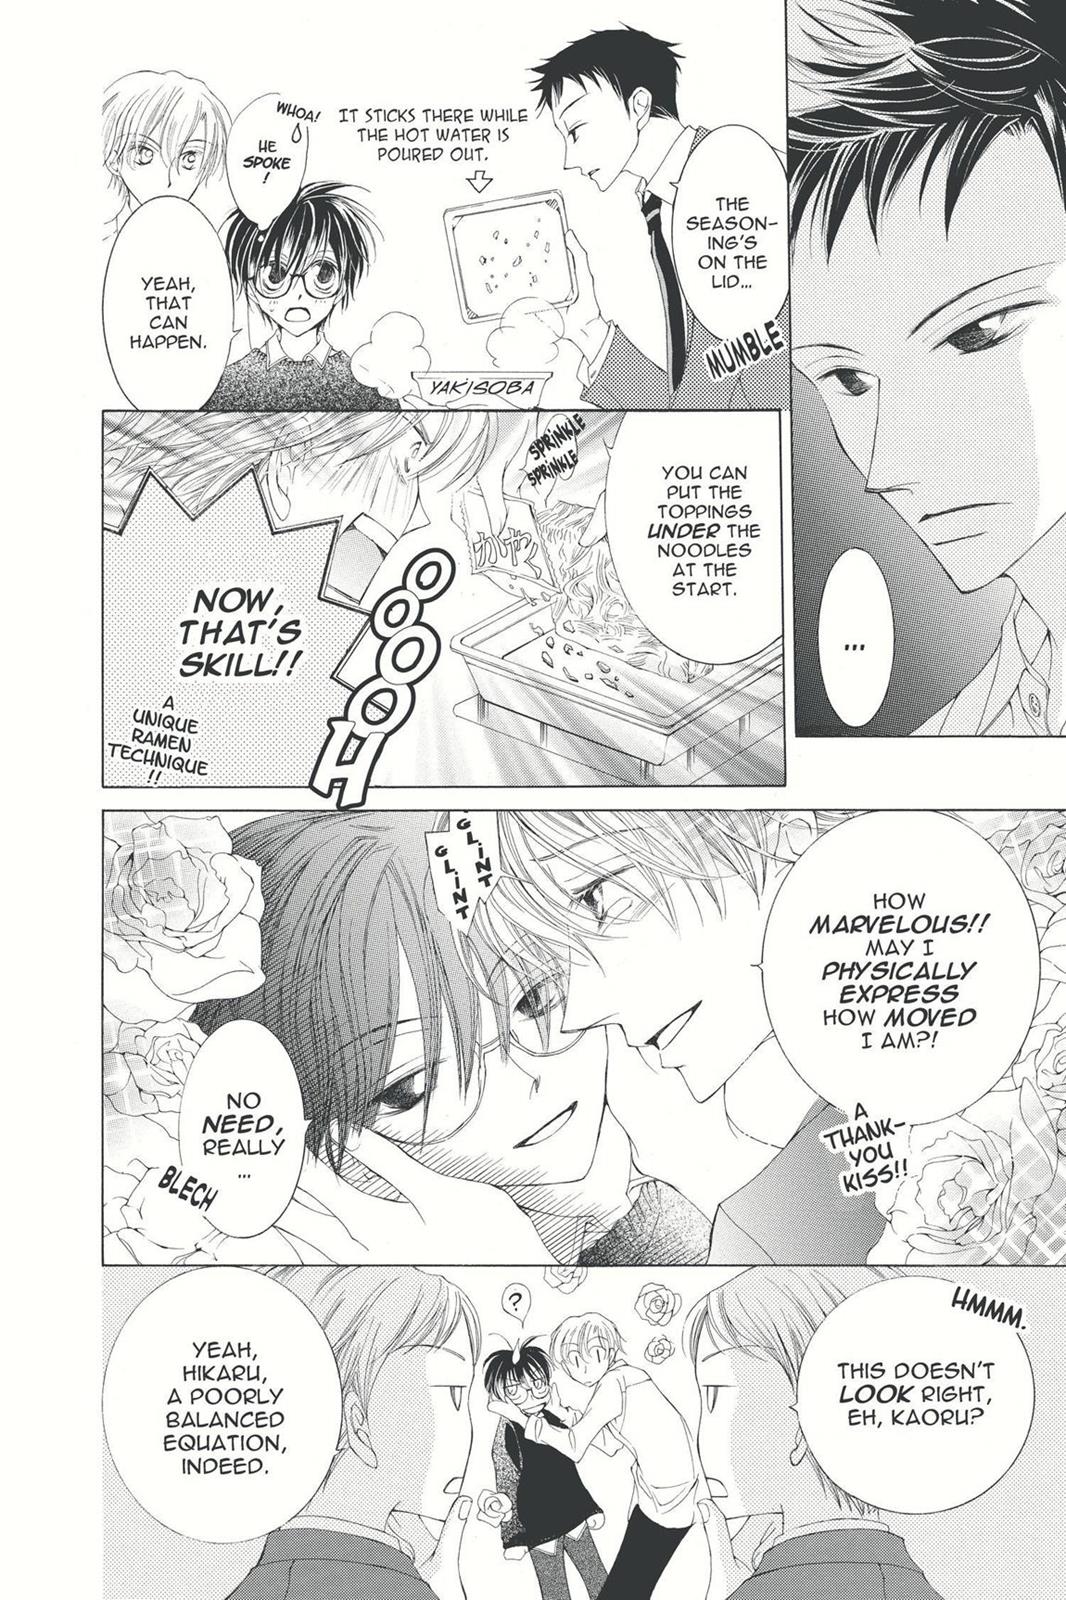 ...
THE
SEASON-
ING'S
ON THE
LID...
MUMBLE
IT STICKS THERE WHILE
THE HOT WATER IS
POURED OUT.
WHOA!
HE
SPOKE
!
YEAH,
THAT
CAN
HAPPEN.
YAKISOBA
YOU CAN
PUT THE
TOPPINGS
UNDER THE
NOODLES
AT THE
START.
SPRINKLE
SPRINKLE
かやく
OOOOOH
NOW,
THAT'S
SKILL!!
A
UNIQUE
RAMEN
TECHNIQUE
!!
HOW
MARVELOUS!!
MAY I
PHYSICALLY
EXPRESS
HOW MOVED
I AM?!
GLINT
GLINT
A
THANK-
YOU
KISS!!
NO
NEED,
REALLY
...
BLECH
HMMM.
THIS DOESN'T
LOOK RIGHT,
EH, KAORU?
?
YEAH,
HIKARU,
A POORLY
BALANCED
EQUATION,
INDEED.